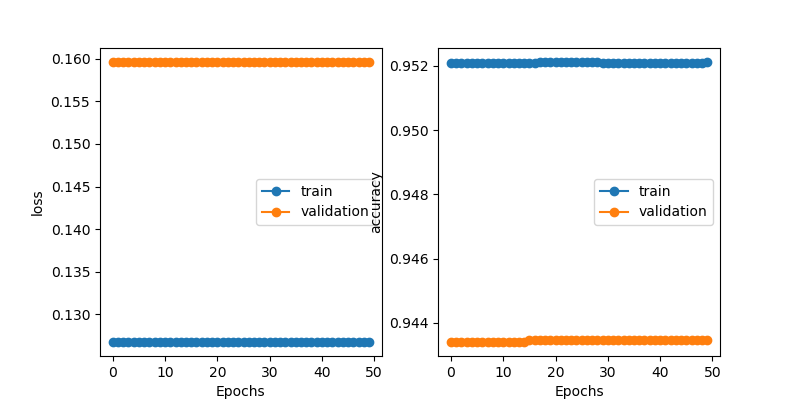 0.160
0.155
0.150
0.145
0.140
0.135
0.130
loss
0 10 20 30 40 50
Epochs
train
validation
0.952
0.950
0.948
0.946
0.944
accuracy
0 10 20 30 40 50
Epochs
train
validation